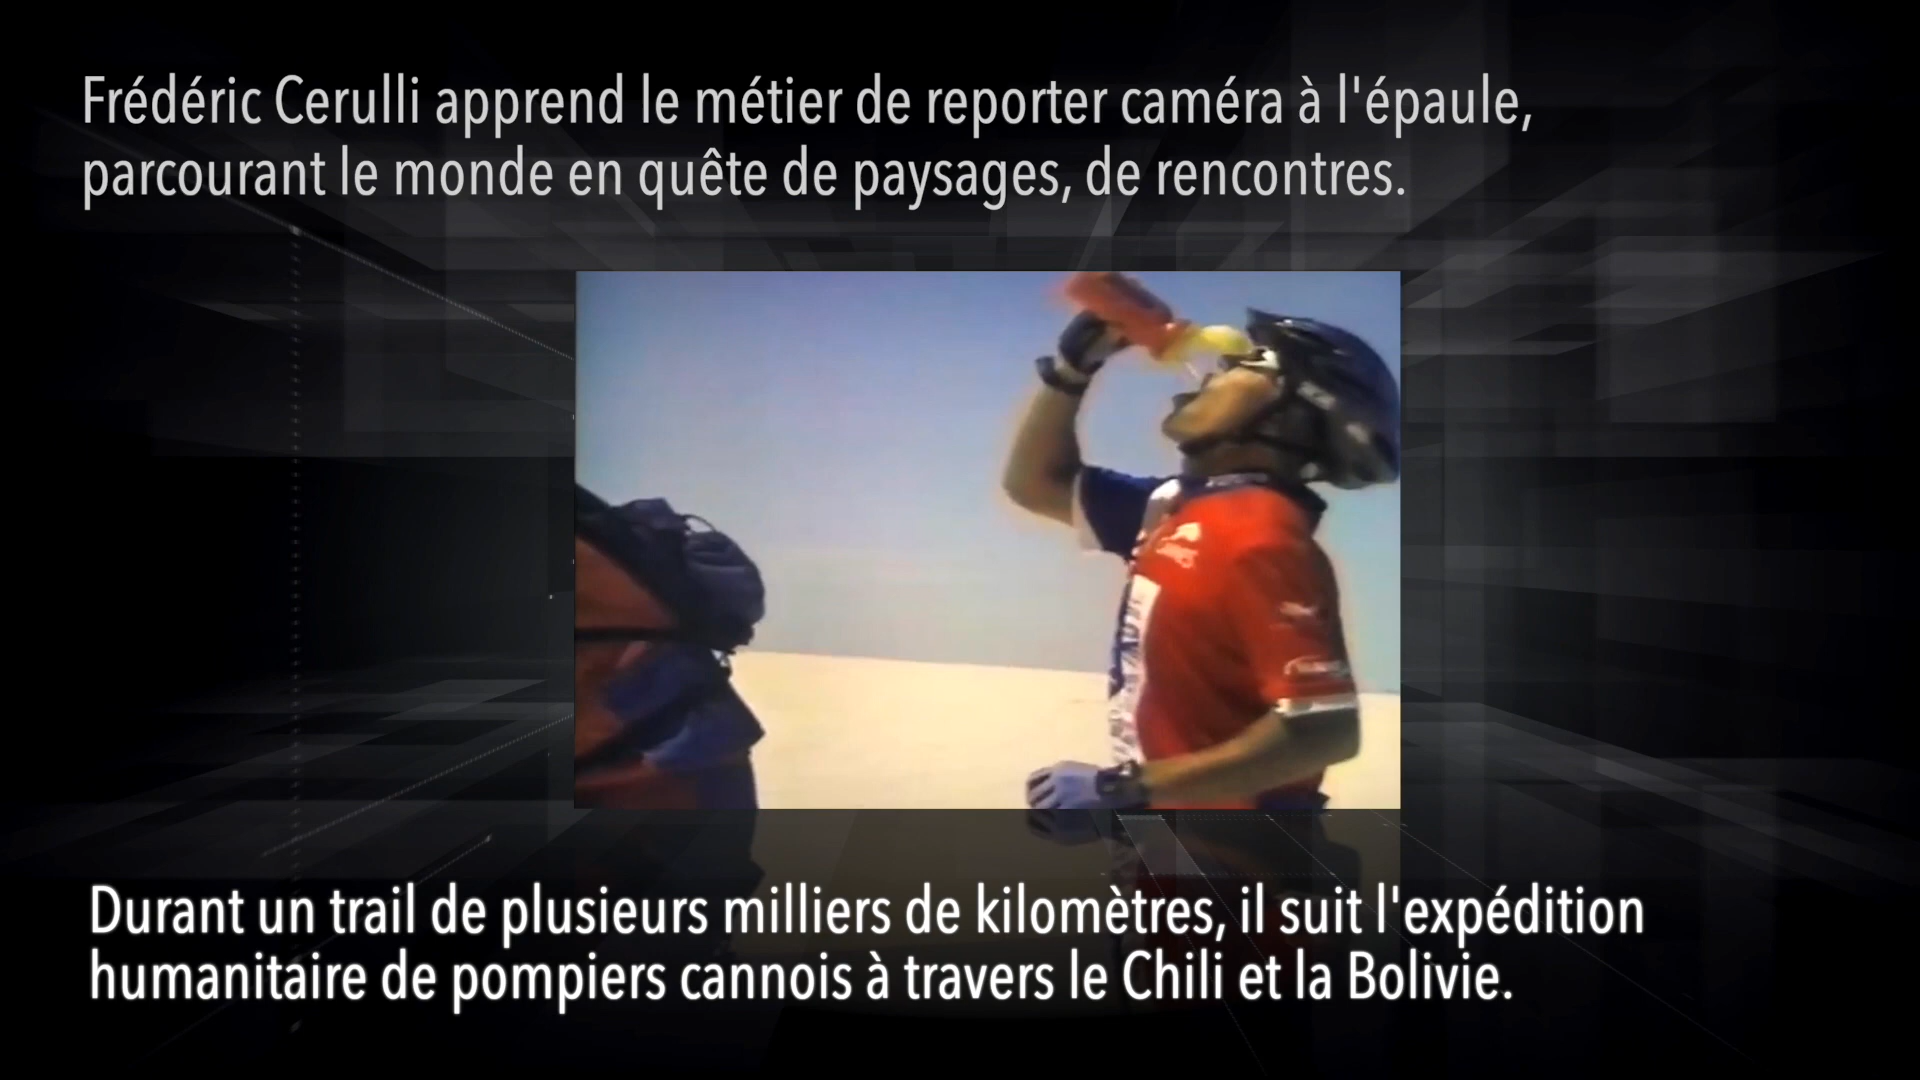 Frédéric Cerulli apprend le métier de reporter caméra à l'épaule,
parcourant le monde en quête de paysages, de rencontres.
Durant un trail de plusieurs milliers de kilomètres, il suit l'expédition
humanitaire de pompiers cannois à travers le Chili et la Bolivie.